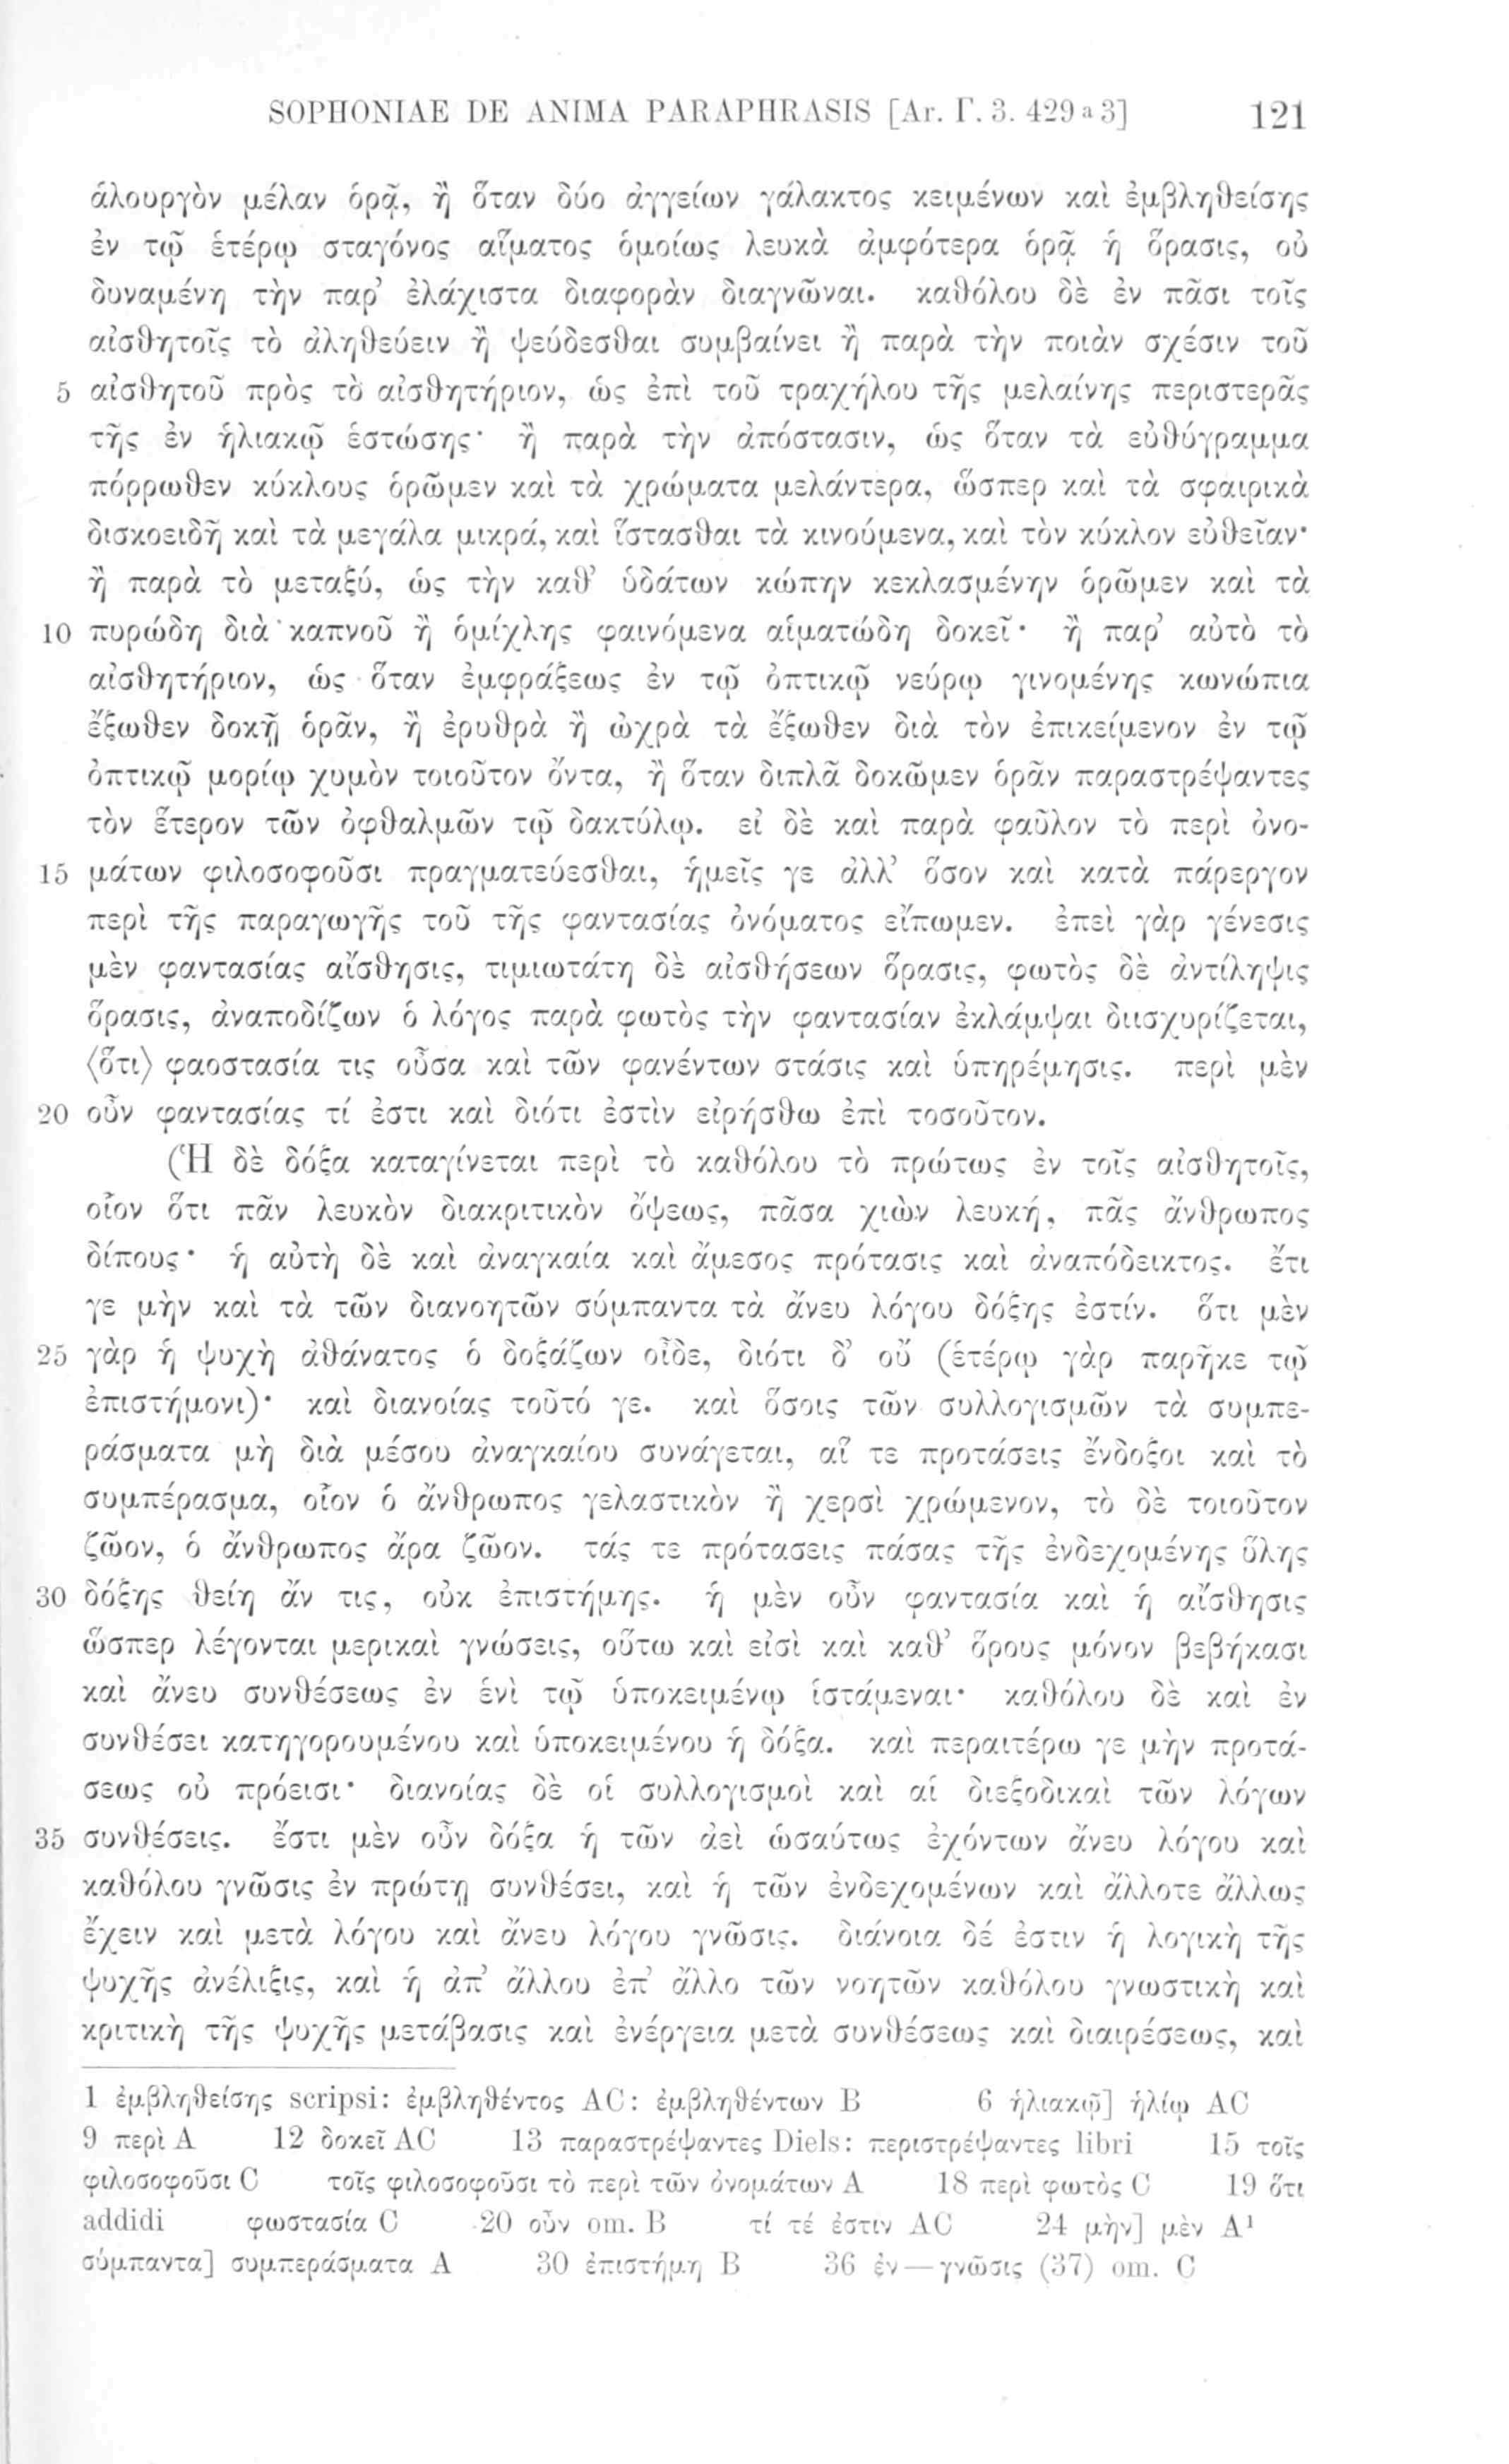 SOPHONIAE DE ANIMA PARAPHRASIS [Ar. Γ. 3. 429 a 3] 121
ἁλουργὸν μέλαν ὁρᾷ, ἢ ὅταν δύο ἀγγείων γάλακτος κειμένων καὶ ἐμβληθείσης
ἐν τῷ ἑτέρῳ σταγόνος αἵματος ὁμοίως λευκὰ ἀμφότερα ὁρᾷ ἡ ὅρασις, οὐ
δυναμένη τὴν παρ’ ἐλάχιστα διαφορὰν διαγνῶναι. καθόλου δὲ ἐν πᾶσι τοῖς
αἰσθητοῖς τὸ ἀληθεύειν ἢ ψεύδεσθαι συμβαίνει ἢ παρὰ τὴν ποιὰν σχέσιν τοῦ
5 αἰσθητοῦ πρὸς τὸ αἰσθητήριον, ὡς ἐπὶ τοῦ τραχήλου τῆς μελαίνης περιστερᾶς
τῆς ἐν ἡλιακῷ ἑστώσης· ἢ παρὰ τὴν ἀπόστασιν, ὡς ὅταν τὰ εὐθύγραμμα
πόρρωθεν κύκλους ὁρῶμεν καὶ τὰ χρώματα μελάντερα, ὥσπερ καὶ τὰ σφαιρικὰ
δισκοειδῆ καὶ τὰ μεγάλα μικρά, καὶ ἵστασθαι τὰ κινούμενα, καὶ τὸν κύκλον εὐθεῖαν·
ἢ παρὰ τὸ μεταξύ, ὡς τὴν καθ’ ὑδάτων κώπην κεκλασμένην ὁρῶμεν καὶ τὰ
10 πυρώδη διὰ καπνοῦ ἢ ὁμίχλης φαινόμενα αἱματώδη δοκεῖ· ἢ παρ’ αὐτὸ τὸ
αἰσθητήριον, ὡς ὅταν ἐμφράξεως ἐν τῷ ὀπτικῷ νεύρῳ γινομένης κωνώπια
ἔξωθεν δοκῇ ὁρᾶν, ἢ ἐρυθρὰ ἢ ὠχρὰ τὰ ἔξωθεν διὰ τὸν ἐπικείμενον ἐν τῷ
ὀπτικῷ μορίῳ χυμὸν τοιοῦτον ὄντα, ἢ ὅταν διπλᾶ δοκῶμεν ὁρᾶν παραστρέψαντες
τὸν ἕτερον τῶν ὀφθαλμῶν τῷ δακτύλῳ. εἰ δὲ καὶ παρὰ φαῦλον τὸ περὶ ὀνο-
15 μάτων φιλοσοφοῦσι πραγματεύεσθαι, ἡμεῖς γε ἀλλ’ ὅσον καὶ κατὰ πάρεργον
περὶ τῆς παραγωγῆς τοῦ τῆς φαντασίας ὀνόματος εἴπωμεν. ἐπεὶ γὰρ γένεσις
μὲν φαντασίας αἴσθησις, τιμιωτάτη δὲ αἰσθήσεων ὅρασις, φωτὸς δὲ ἀντίληψις
ὅρασις, ἀναποδίζων ὁ λόγος παρὰ φωτὸς τὴν φαντασίαν ἐκλάμψαι διισχυρίζεται,
⟨ὅτι⟩ φαοστασία τις οὖσα καὶ τῶν φανέντων στάσις καὶ ὑπηρέμησις. περὶ μὲν
20 οὖν φαντασίας τί ἐστι καὶ διότι ἐστὶν εἰρήσθω ἐπὶ τοσοῦτον.
(Ἡ δὲ δόξα καταγίνεται περὶ τὸ καθόλου τὸ πρώτως ἐν τοῖς αἰσθητοῖς,
οἷον ὅτι πᾶν λευκὸν διακριτικὸν ὄψεως, πᾶσα χιὼν λευκή, πᾶς ἄνθρωπος
δίπους· ἡ αὐτὴ δὲ καὶ ἀναγκαία καὶ ἄμεσος πρότασις καὶ ἀναπόδεικτος. ἔτι
γε μὴν καὶ τὰ τῶν διανοητῶν σύμπαντα τὰ ἄνευ λόγου δόξης ἐστίν. ὅτι μὲν
25 γὰρ ἡ ψυχὴ ἀθάνατος ὁ δοξάζων οἶδε, διότι δ’ οὔ (ἑτέρῳ γὰρ παρῆκε τῷ
ἐπιστήμονι)· καὶ διανοίας τοῦτό γε. καὶ ὅσοις τῶν συλλογισμῶν τὰ συμπε-
ράσματα μὴ διὰ μέσου ἀναγκαίου συνάγεται, αἵ τε προτάσεις ἔνδοξοι καὶ τὸ
συμπέρασμα, οἷον ὁ ἄνθρωπος γελαστικὸν ἢ χερσὶ χρώμενον, τὸ δὲ τοιοῦτον
ζῷον, ὁ ἄνθρωπος ἄρα ζῷον. τάς τε πρότασεις πάσας τῆς ἐνδεχομένης ὕλης
30 δόξης θείη ἄν τις, οὐκ ἐπιστήμης. ἡ μὲν οὖν φαντασία καὶ ἡ αἴσθησις
ὥσπερ λέγονται μερικαὶ γνώσεις, οὕτω καὶ εἰσὶ καὶ καθ’ ὅρους μόνον βεβήκασι
καὶ ἄνευ συνθέσεως ἐν ἑνὶ τῷ ὑποκειμένῳ ἱστάμεναι· καθόλου δὲ καὶ ἐν
συνθέσει κατηγορουμένου καὶ ὑποκειμένου ἡ δόξα. καὶ περαιτέρω γε μὴν προτά-
σεως οὐ πρόεισι· διανοίας δὲ οἱ συλλογισμοὶ καὶ αἱ διεξοδικαὶ τῶν λόγων
35 συνθέσεις. ἔστι μὲν οὖν δόξα ἡ τῶν ἀεὶ ὡσαύτως ἐχόντων ἄνευ λόγου καὶ
καθόλου γνῶσις ἐν πρώτῃ συνθέσει, καὶ ἡ τῶν ἐνδεχομένων καὶ ἄλλοτε ἄλλως
ἔχειν καὶ μετὰ λόγου καὶ ἄνευ λόγου γνῶσις. διάνοια δέ ἐστιν ἡ λογικὴ τῆς
ψυχῆς ἀνέλιξις, καὶ ἡ ἀπ’ ἄλλου ἐπ’ ἄλλο τῶν νοητῶν καθόλου γνωστικὴ καὶ
κριτικὴ τῆς ψυχῆς μετάβασις καὶ ἐνέργεια μετὰ συνθέσεως καὶ διαιρέσεως, καὶ
1 ἐμβληθείσης scripsi: ἐμβληθέντος AC: ἐμβληθέντων B 6 ἡλιακῷ] ἡλίῳ AC
9 περὶ A 12 δοκεῖ AC 13 παραστρέψαντες Diels: περιστρέψαντες libri 15 τοῖς
φιλοσοφοῦσι C τοῖς φιλοσοφοῦσι τὸ περὶ τῶν ὀνομάτων A 18 περὶ φωτὸς C 19 ὅτι
addidi φωστασία C 20 οὖν om. B τί τέ ἐστιν AC 24 μὴν] μὲν A¹
σύμπαντα] συμπεράσματα A 30 ἐπιστήμη B 36 ἐν — γνῶσις (37) om. C